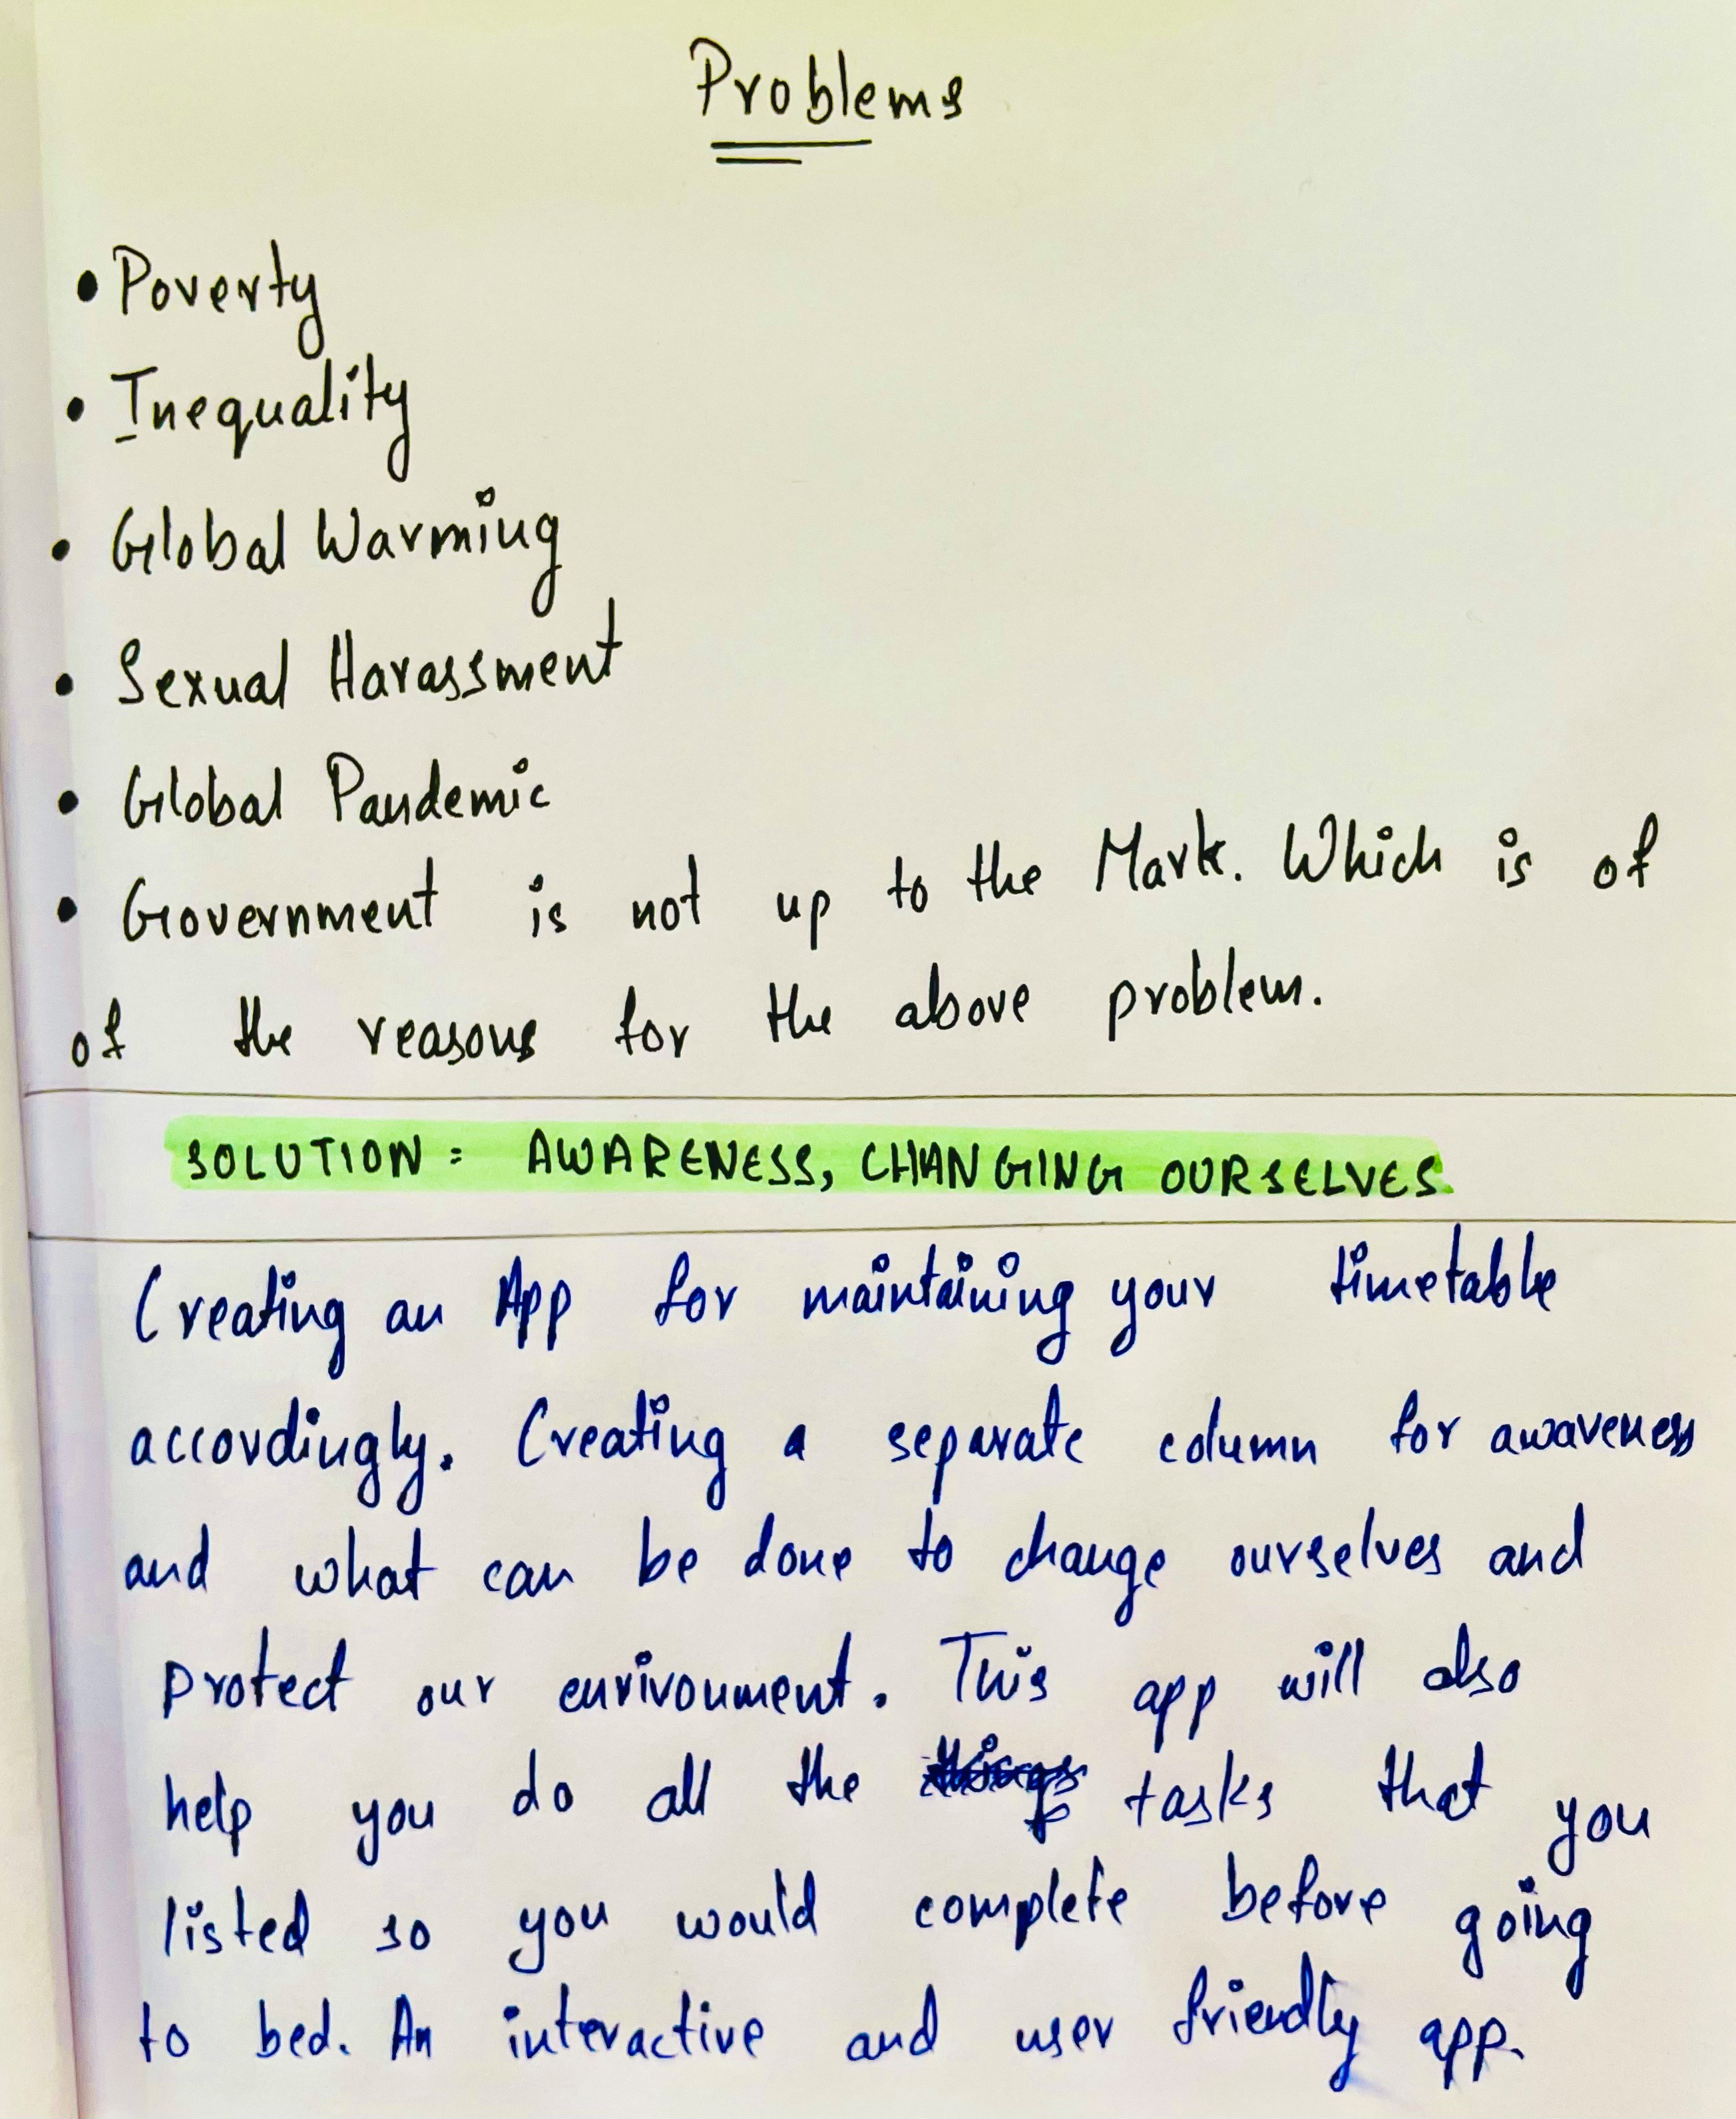 Problems
• Poverty
• Inequality
• Global Warming
• Sexual Harassment
• Global Pandemic
• Government is not up to the Mark. Which is of
of the reasons for the above problem.
SOLUTION : AWARENESS, CHANGING OURSELVES.
Creating an App for maintaining your timetable
accordingly. Creating a separate column for awareness
and what can be done to change ourselves and
protect our enviroument. This app will also
help you do all the things tasks that you
listed so you would complete before going
to bed. An interactive and user friendly app.